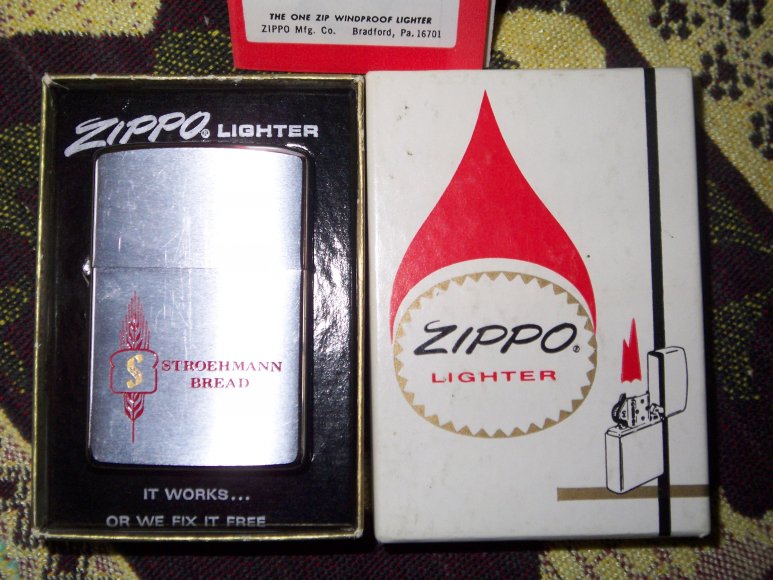 THE ONE ZIP WINDPROOF LIGHTER
ZIPPO Mfg. Co. Bradford, Pa. 16701
ZIPPO® LIGHTER
S
STROEHMANN
BREAD
IT WORKS...
OR WE FIX IT FREE
ZIPPO®
LIGHTER